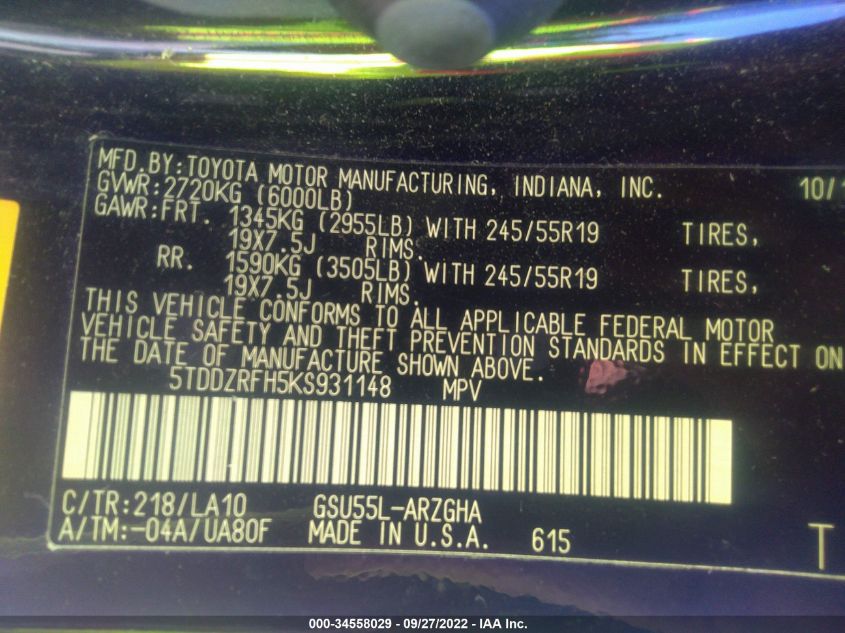 MFD.BY:TOYOTA MOTOR MANUFACTURING, INDIANA, INC. 10/
GVWR:2720KG (6000LB)
GAWR:FRT. 1345KG (2955LB) WITH 245/55R19 TIRES,
19X7.5J RIMS.
RR. 1590KG (3505LB) WITH 245/55R19 TIRES,
19X7.5J RIMS.
THIS VEHICLE CONFORMS TO ALL APPLICABLE FEDERAL MOTOR
VEHICLE SAFETY AND THEFT PREVENTION STANDARDS IN EFFECT ON
THE DATE OF MANUFACTURE SHOWN ABOVE.
5TDDZRFH5KS931148 MPV
C/TR:218/LA10 GSU55L-ARZGHA
A/TM:-04A/UA80F MADE IN U.S.A. 615 T
000-34558029 - 09/27/2022 - IAA Inc.